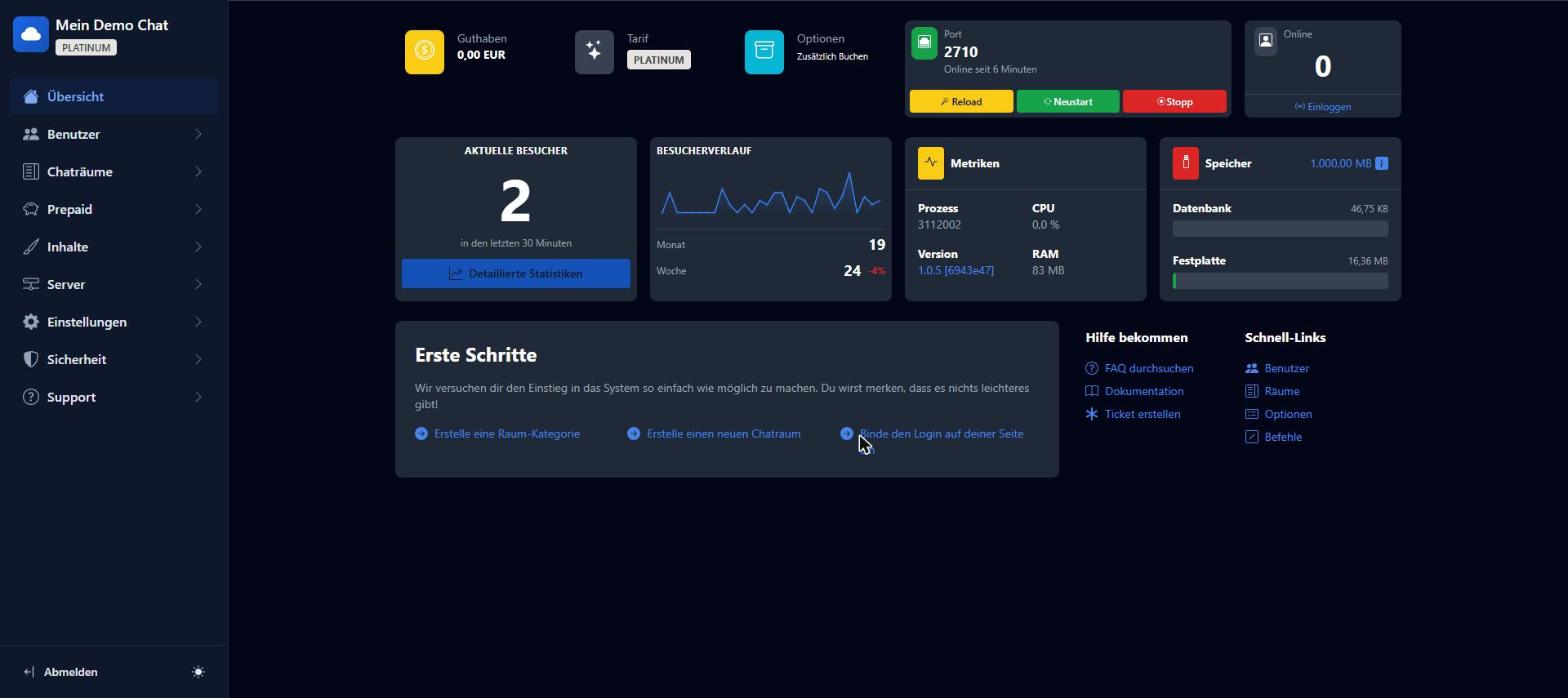 Mein Demo Chat
PLATINUM
Übersicht
Benutzer
Chaträume
Prepaid
Inhalte
Server
Einstellungen
Sicherheit
Support
Abmelden
Guthaben
0,00 EUR
Tarif
PLATINUM
Optionen
Zusätzlich Buchen
Port
2710
Online seit 6 Minuten
Reload
Neustart
Stopp
Online
0
Einloggen
AKTUELLE BESUCHER
2
in den letzten 30 Minuten
Detaillierte Statistiken
BESUCHERVERLAUF
Monat 19
Woche 24 -4%
Metriken
Prozess CPU
3112002 0,0 %
Version RAM
1.0.5 [6943e47] 83 MB
Speicher 1.000,00 MB i
Datenbank 46,75 KB
Festplatte 16,36 MB
Erste Schritte
Wir versuchen dir den Einstieg in das System so einfach wie möglich zu machen. Du wirst merken, dass es nichts leichteres
gibt!
Erstelle eine Raum-Kategorie
Erstelle einen neuen Chatraum
Binde den Login auf deiner Seite
Hilfe bekommen
FAQ durchsuchen
Dokumentation
Ticket erstellen
Schnell-Links
Benutzer
Räume
Optionen
Befehle